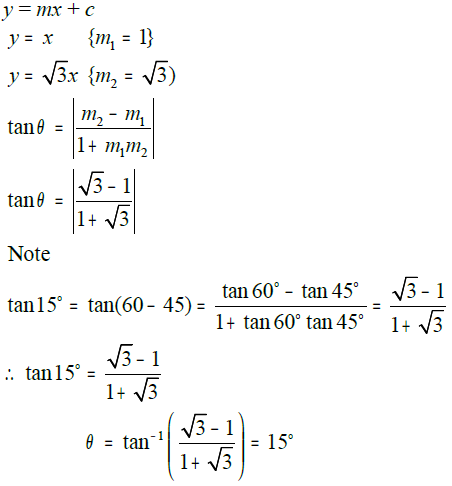 y = mx + c
y = x {m₁ = 1}
y = √3x {m₂ = √3)
tanθ = |(m₂ − m₁)/(1 + m₁m₂)|
tanθ = |(√3 − 1)/(1 + √3)|
Note
tan15° = tan(60 − 45) = (tan 60° − tan 45°)/(1 + tan 60° tan 45°) = (√3 − 1)/(1 + √3)
∴ tan15° = (√3 − 1)/(1 + √3)
θ = tan⁻¹((√3 − 1)/(1 + √3)) = 15°